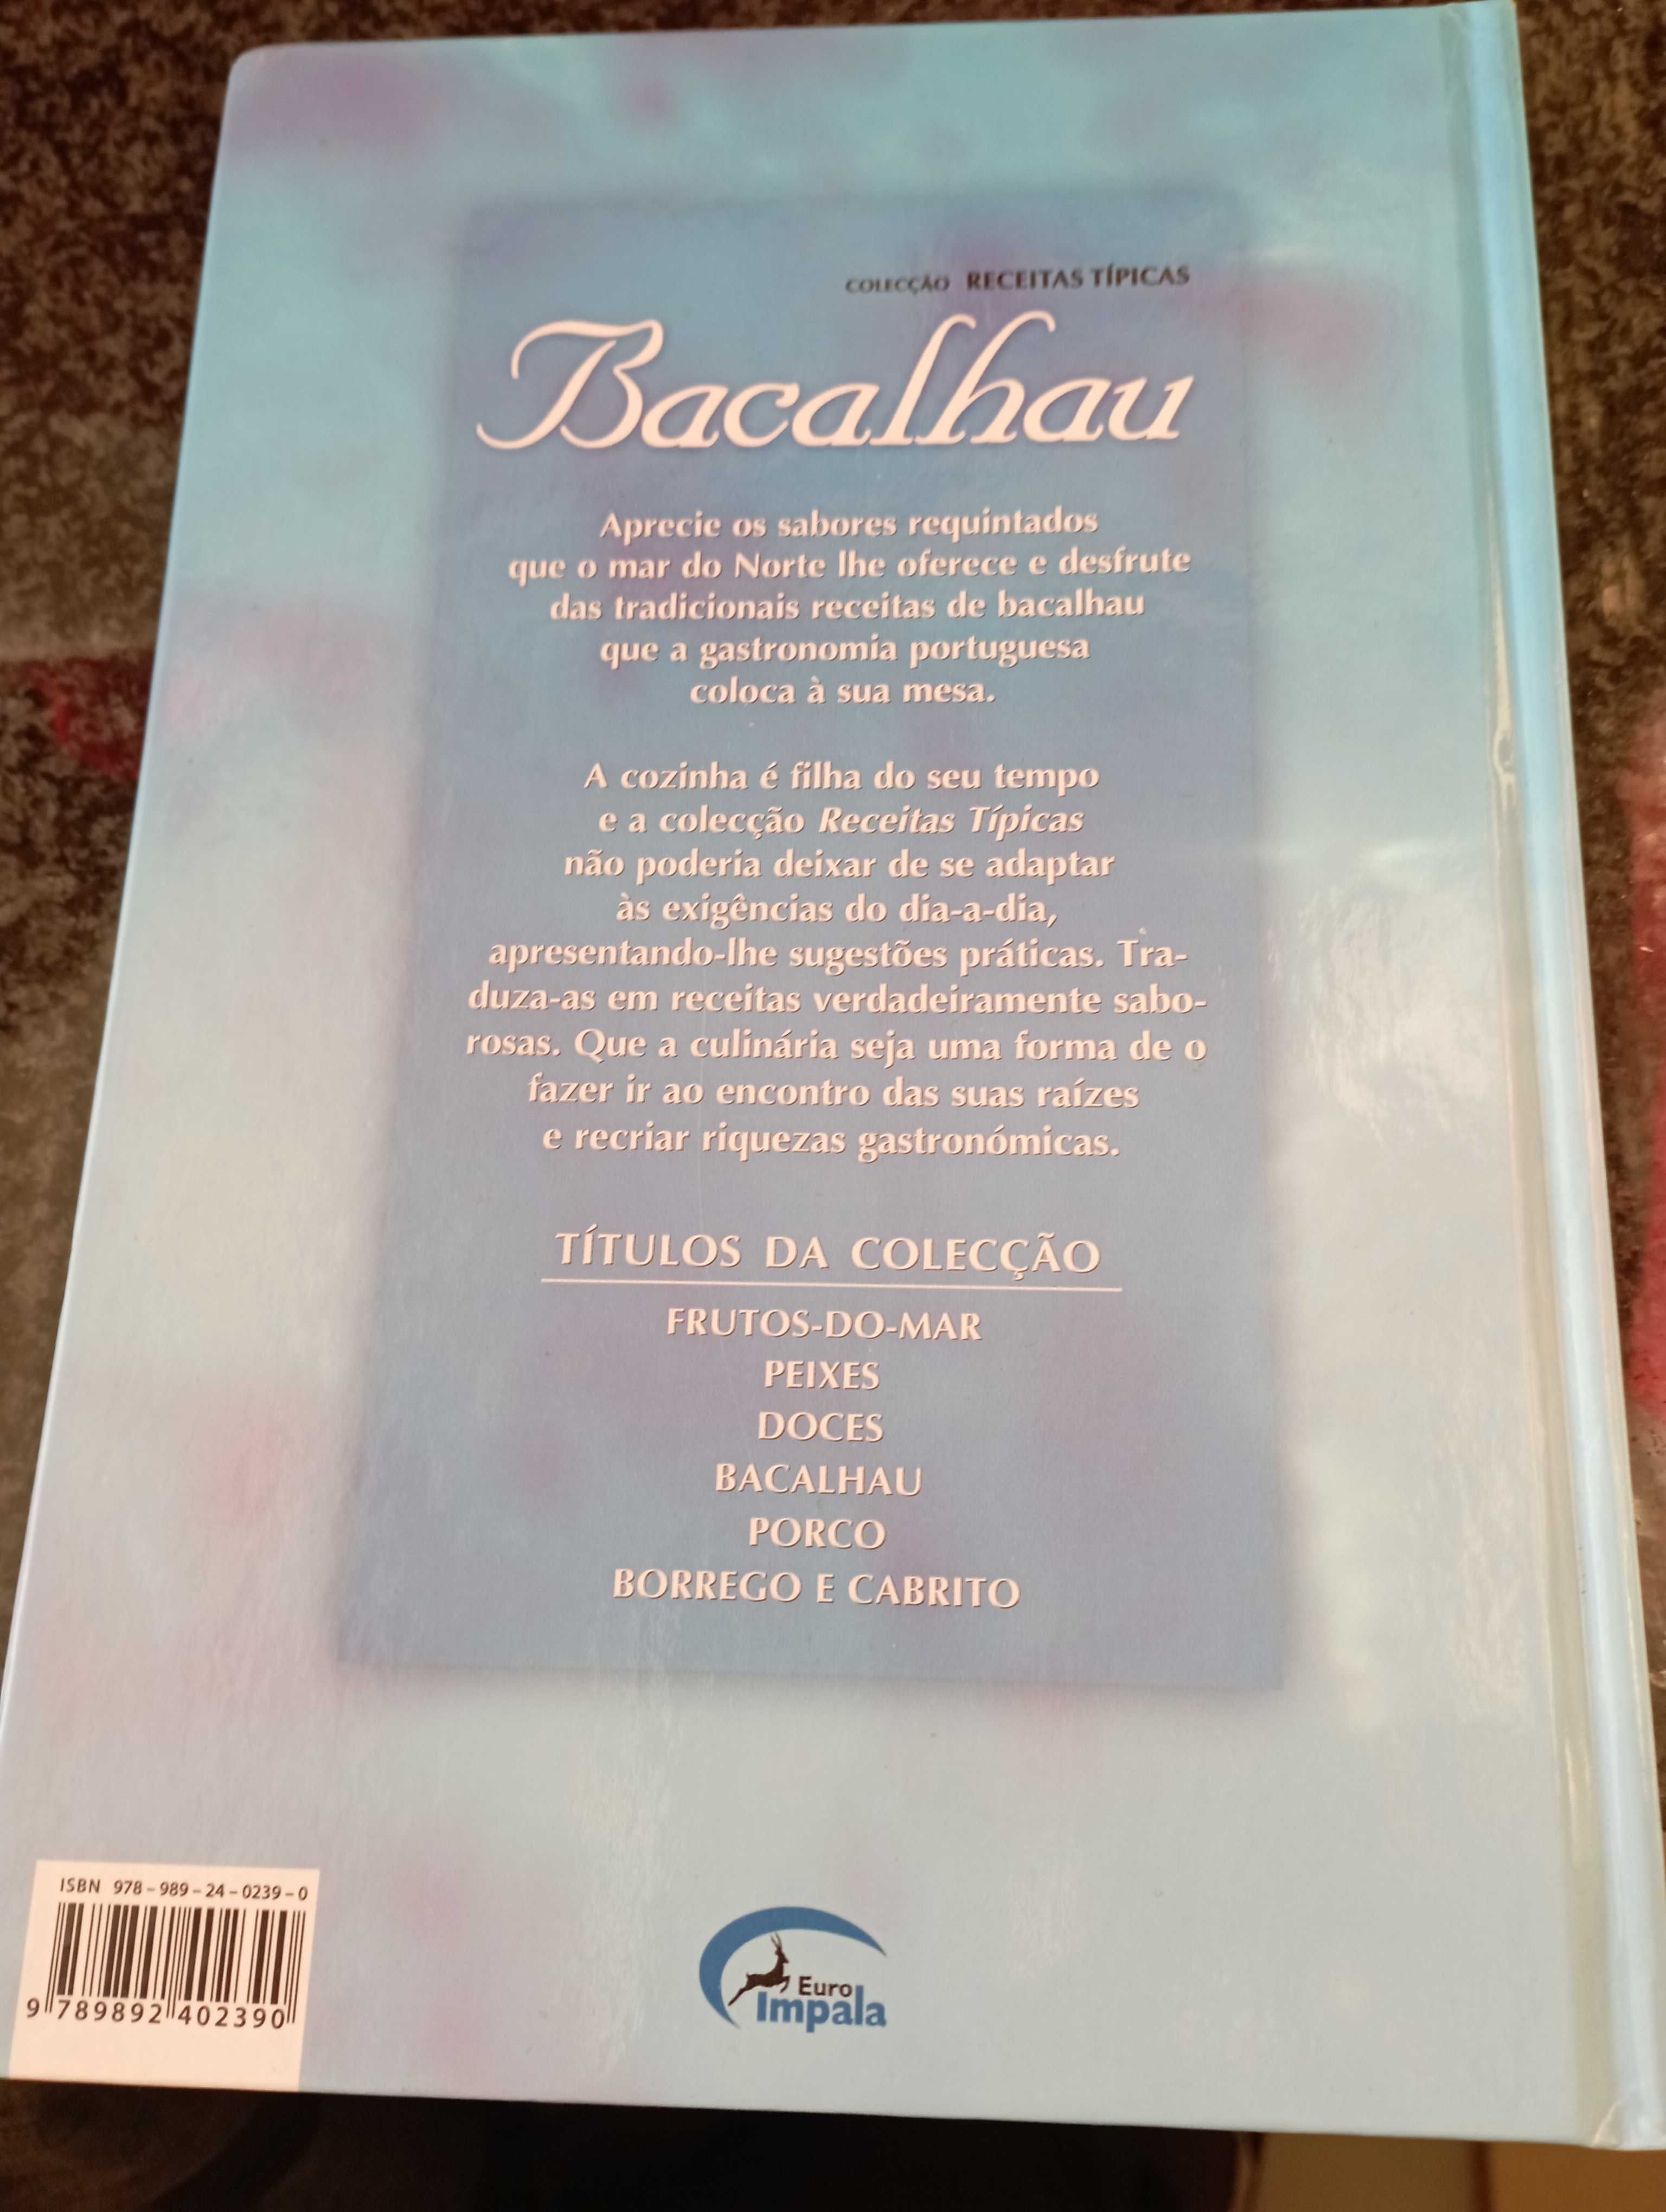 COLECÇÃO RECEITAS TÍPICAS
Bacalhau
Aprecie os sabores requintados
que o mar do Norte lhe oferece e desfrute
das tradicionais receitas de bacalhau
que a gastronomia portuguesa
coloca à sua mesa.
A cozinha é filha do seu tempo
e a colecção Receitas Típicas
não poderia deixar de se adaptar
às exigências do dia-a-dia,
apresentando-lhe sugestões práticas. Tra-
duza-as em receitas verdadeiramente sabo-
rosas. Que a culinária seja uma forma de o
fazer ir ao encontro das suas raízes
e recriar riquezas gastronómicas.
TÍTULOS DA COLECÇÃO
FRUTOS-DO-MAR
PEIXES
DOCES
BACALHAU
PORCO
BORREGO E CABRITO
ISBN 978-989-24-0239-0
9 789892 402390
Euro
Impala